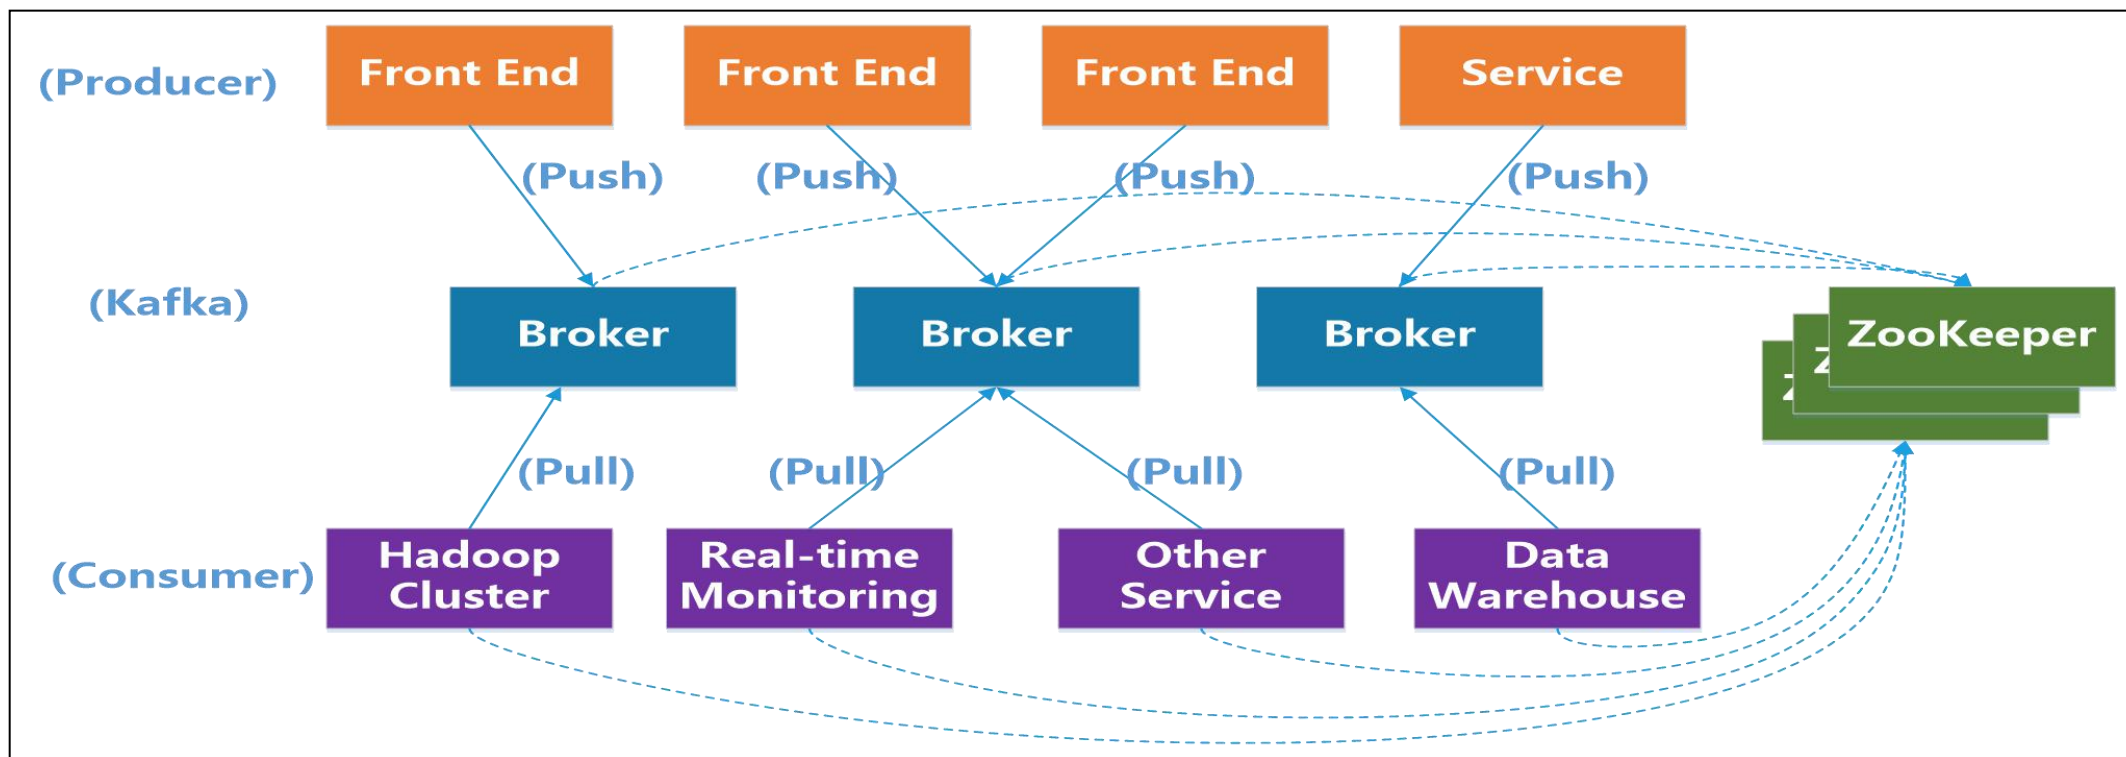 (Producer)
Front End
Front End
Front End
Service
(Push)
(Push)
(Push)
(Push)
(Kafka)
Broker
Broker
Broker
ZooKeeper
Z
Z
(Pull)
(Pull)
(Pull)
(Pull)
(Consumer)
Hadoop
Cluster
Real-time
Monitoring
Other
Service
Data
Warehouse